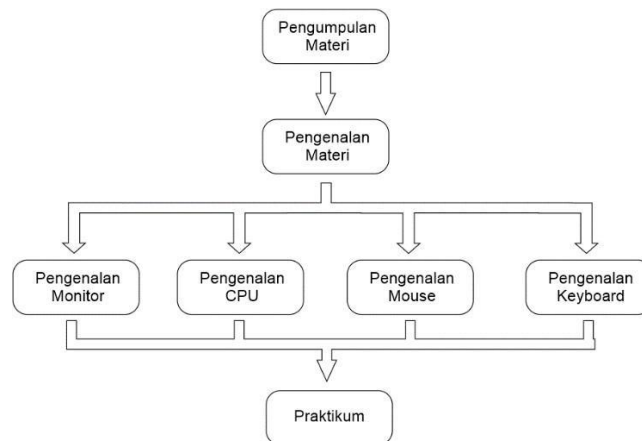 Pengumpulan
Materi
Pengenalan
Materi
Pengenalan
Monitor
Pengenalan
CPU
Pengenalan
Mouse
Pengenalan
Keyboard
Praktikum